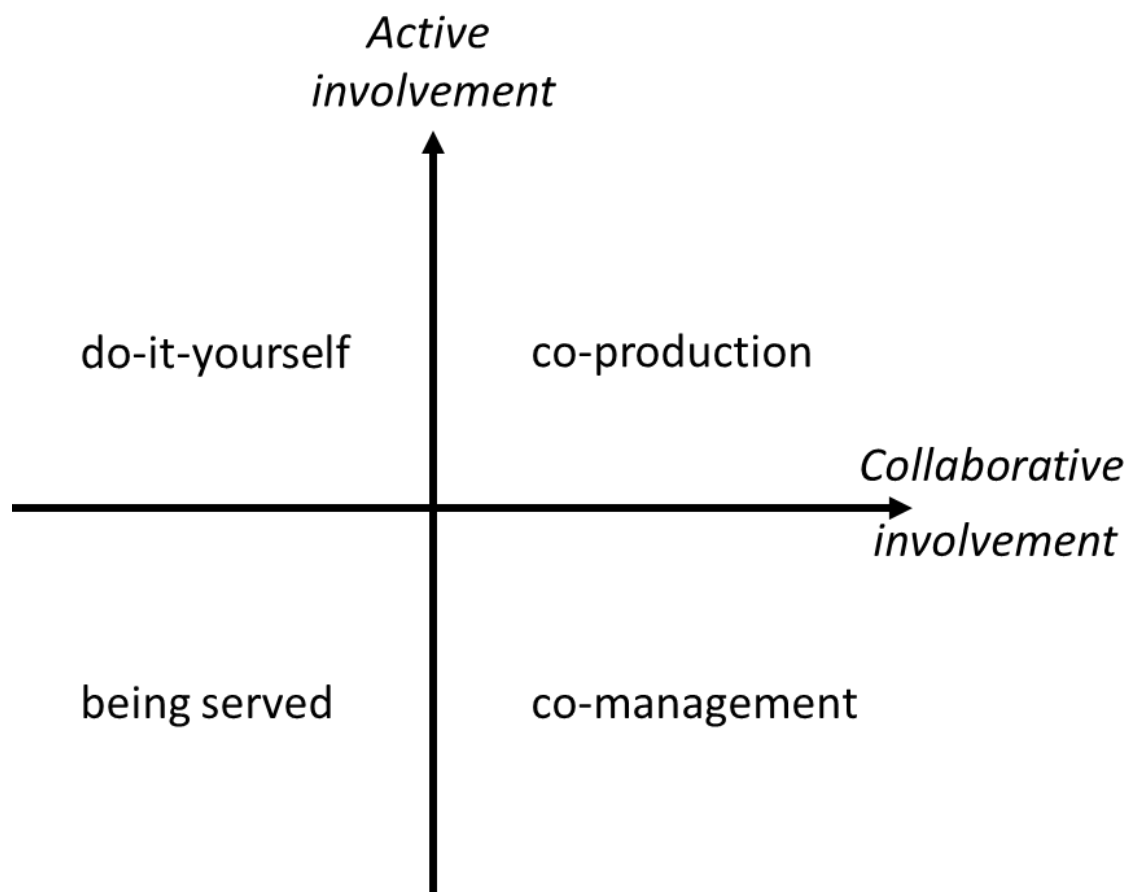 Active
involvement
do-it-yourself
co-production
Collaborative
involvement
being served
co-management